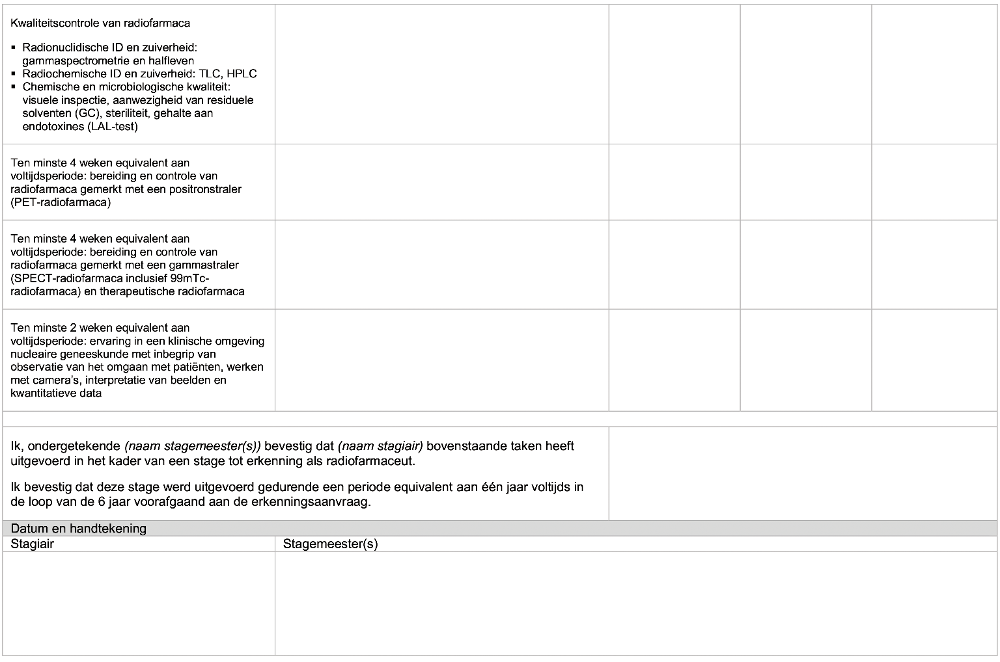 Kwaliteitscontrole van radiofarmaca
▪ Radionuclidische ID en zuiverheid:
gammaspectrometrie en halfleven
▪ Radiochemische ID en zuiverheid: TLC, HPLC
▪ Chemische en microbiologische kwaliteit:
visuele inspectie, aanwezigheid van residuele
solventen (GC), steriliteit, gehalte aan
endotoxines (LAL-test)
Ten minste 4 weken equivalent aan
voltijdsperiode: bereiding en controle van
radiofarmaca gemerkt met een positronstraler
(PET-radiofarmaca)
Ten minste 4 weken equivalent aan
voltijdsperiode: bereiding en controle van
radiofarmaca gemerkt met een gammastraler
(SPECT-radiofarmaca inclusief 99mTc-
radiofarmaca) en therapeutische radiofarmaca
Ten minste 2 weken equivalent aan
voltijdsperiode: ervaring in een klinische omgeving
nucleaire geneeskunde met inbegrip van
observatie van het omgaan met patiënten, werken
met camera's, interpretatie van beelden en
kwantitatieve data
Ik, ondergetekende (naam stagemeester(s)) bevestig dat (naam stagiair) bovenstaande taken heeft
uitgevoerd in het kader van een stage tot erkenning als radiofarmaceut.
Ik bevestig dat deze stage werd uitgevoerd gedurende een periode equivalent aan één jaar voltijds in
de loop van de 6 jaar voorafgaand aan de erkenningsaanvraag.
Datum en handtekening
Stagiair
Stagemeester(s)